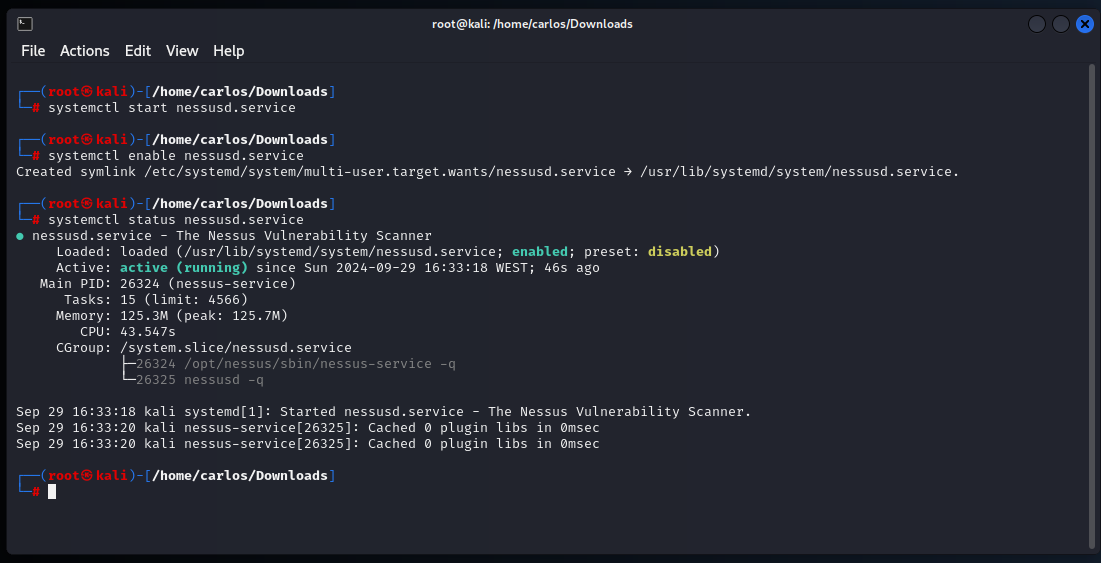 root@kali: /home/carlos/Downloads
File Actions Edit View Help
┌──(root㉿kali)-[/home/carlos/Downloads]
└─# systemctl start nessusd.service
┌──(root㉿kali)-[/home/carlos/Downloads]
└─# systemctl enable nessusd.service
Created symlink /etc/systemd/system/multi-user.target.wants/nessusd.service → /usr/lib/systemd/system/nessusd.service.
┌──(root㉿kali)-[/home/carlos/Downloads]
└─# systemctl status nessusd.service
● nessusd.service - The Nessus Vulnerability Scanner
Loaded: loaded (/usr/lib/systemd/system/nessusd.service; enabled; preset: disabled)
Active: active (running) since Sun 2024-09-29 16:33:18 WEST; 46s ago
Main PID: 26324 (nessus-service)
Tasks: 15 (limit: 4566)
Memory: 125.3M (peak: 125.7M)
CPU: 43.547s
CGroup: /system.slice/nessusd.service
├─26324 /opt/nessus/sbin/nessus-service -q
└─26325 nessusd -q
Sep 29 16:33:18 kali systemd[1]: Started nessusd.service - The Nessus Vulnerability Scanner.
Sep 29 16:33:20 kali nessus-service[26325]: Cached 0 plugin libs in 0msec
Sep 29 16:33:20 kali nessus-service[26325]: Cached 0 plugin libs in 0msec
┌──(root㉿kali)-[/home/carlos/Downloads]
└─#